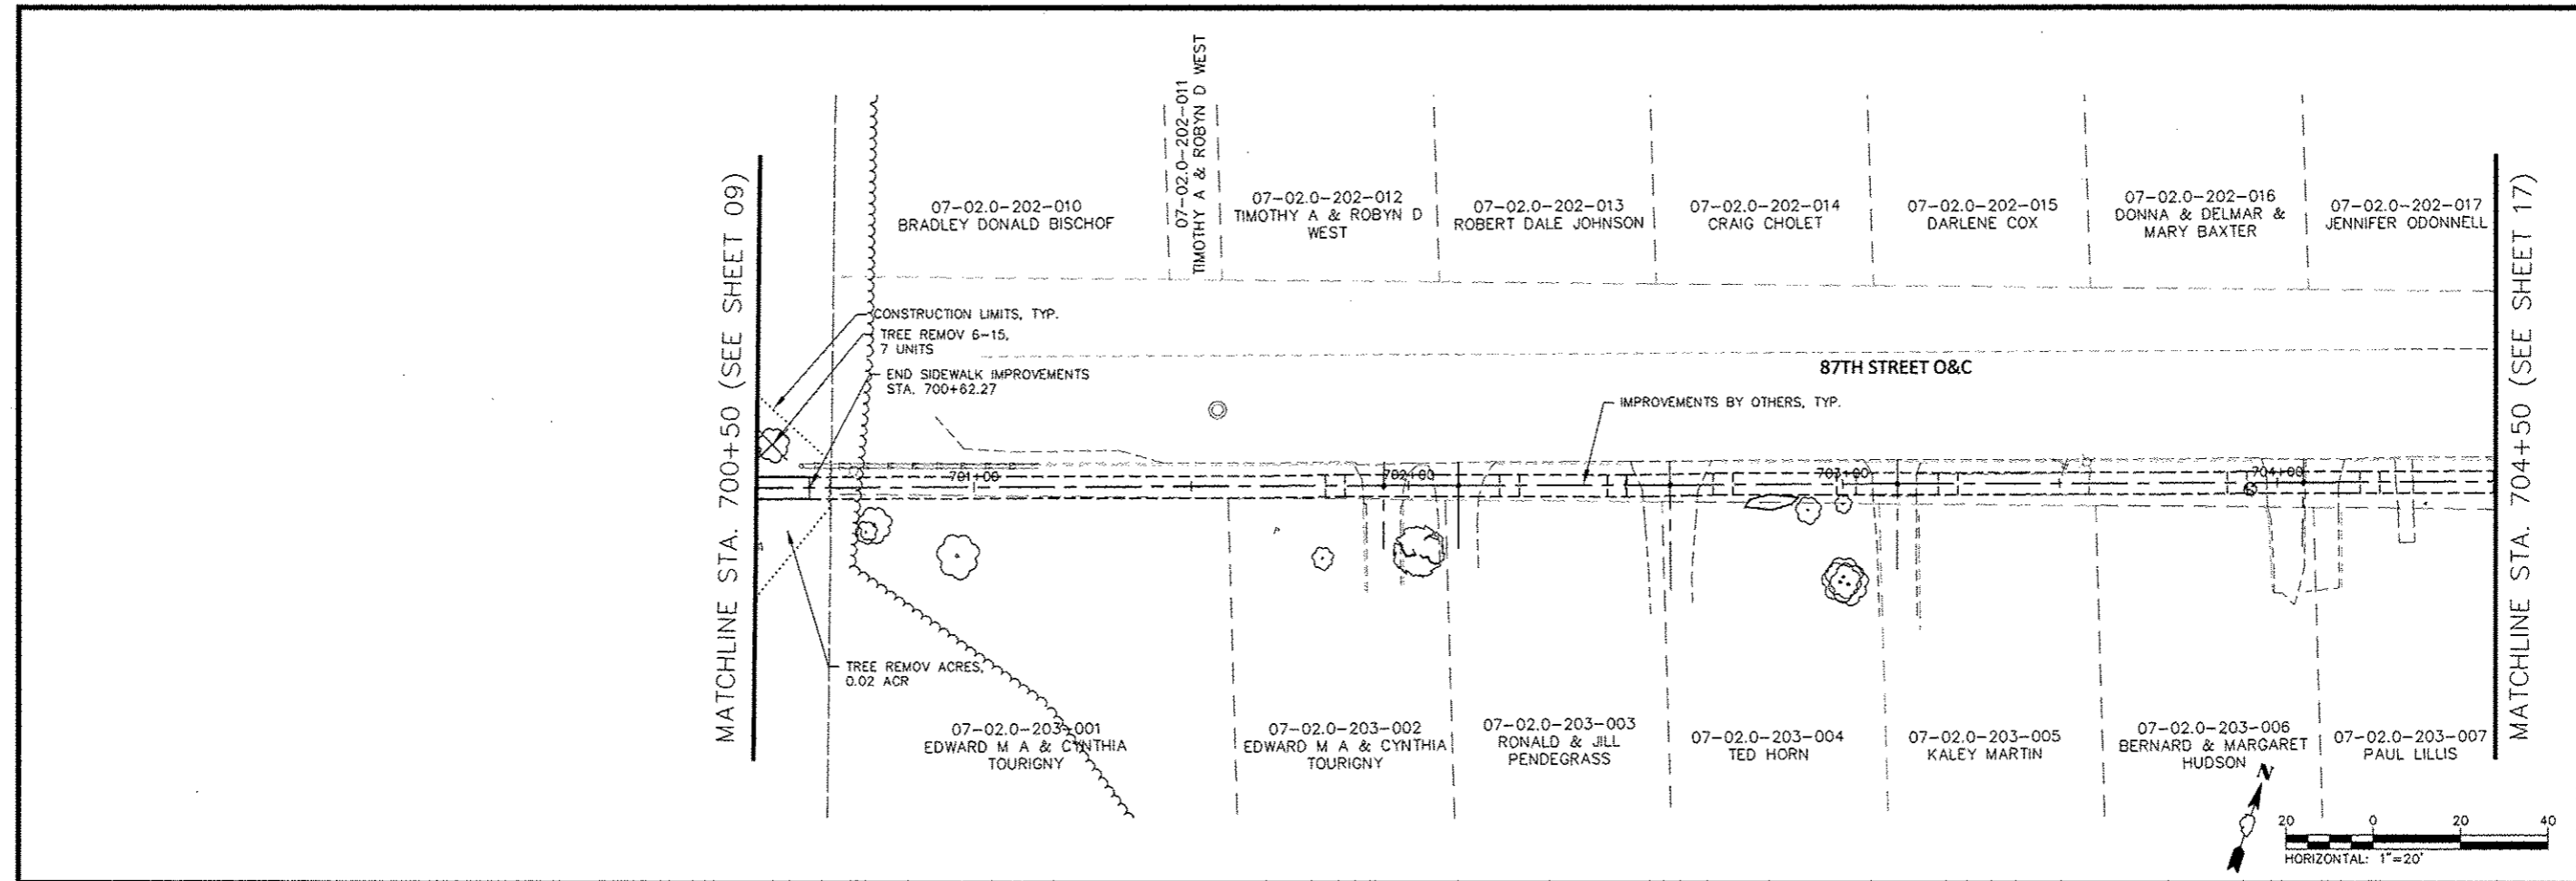 MATCHLINE STA. 700+50 (SEE SHEET 09)
07-02.0-202-010
BRADLEY DONALD BISCHOF
07-02.0-202-011
TIMOTHY A & ROBYN D WEST
07-02.0-202-012
TIMOTHY A & ROBYN D
WEST
07-02.0-202-013
ROBERT DALE JOHNSON
07-02.0-202-014
CRAIG CHOLET
07-02.0-202-015
DARLENE COX
07-02.0-202-016
DONNA & DELMAR &
MARY BAXTER
07-02.0-202-017
JENNIFER ODONNELL
MATCHLINE STA. 704+50 (SEE SHEET 17)
CONSTRUCTION LIMITS, TYP.
TREE REMOV 6-15,
7 UNITS
END SIDEWALK IMPROVEMENTS
STA. 700+62.27
87TH STREET O&C
IMPROVEMENTS BY OTHERS, TYP.
701+00
702+00
703+00
704+00
TREE REMOV ACRES,
0.02 ACR
07-02.0-203-001
EDWARD M A & CYNTHIA
TOURIGNY
07-02.0-203-002
EDWARD M A & CYNTHIA
TOURIGNY
07-02.0-203-003
RONALD & JILL
PENDEGRASS
07-02.0-203-004
TED HORN
07-02.0-203-005
KALEY MARTIN
07-02.0-203-006
BERNARD & MARGARET
HUDSON
07-02.0-203-007
PAUL LILLIS
N
20 0 20 40
HORIZONTAL: 1"=20'